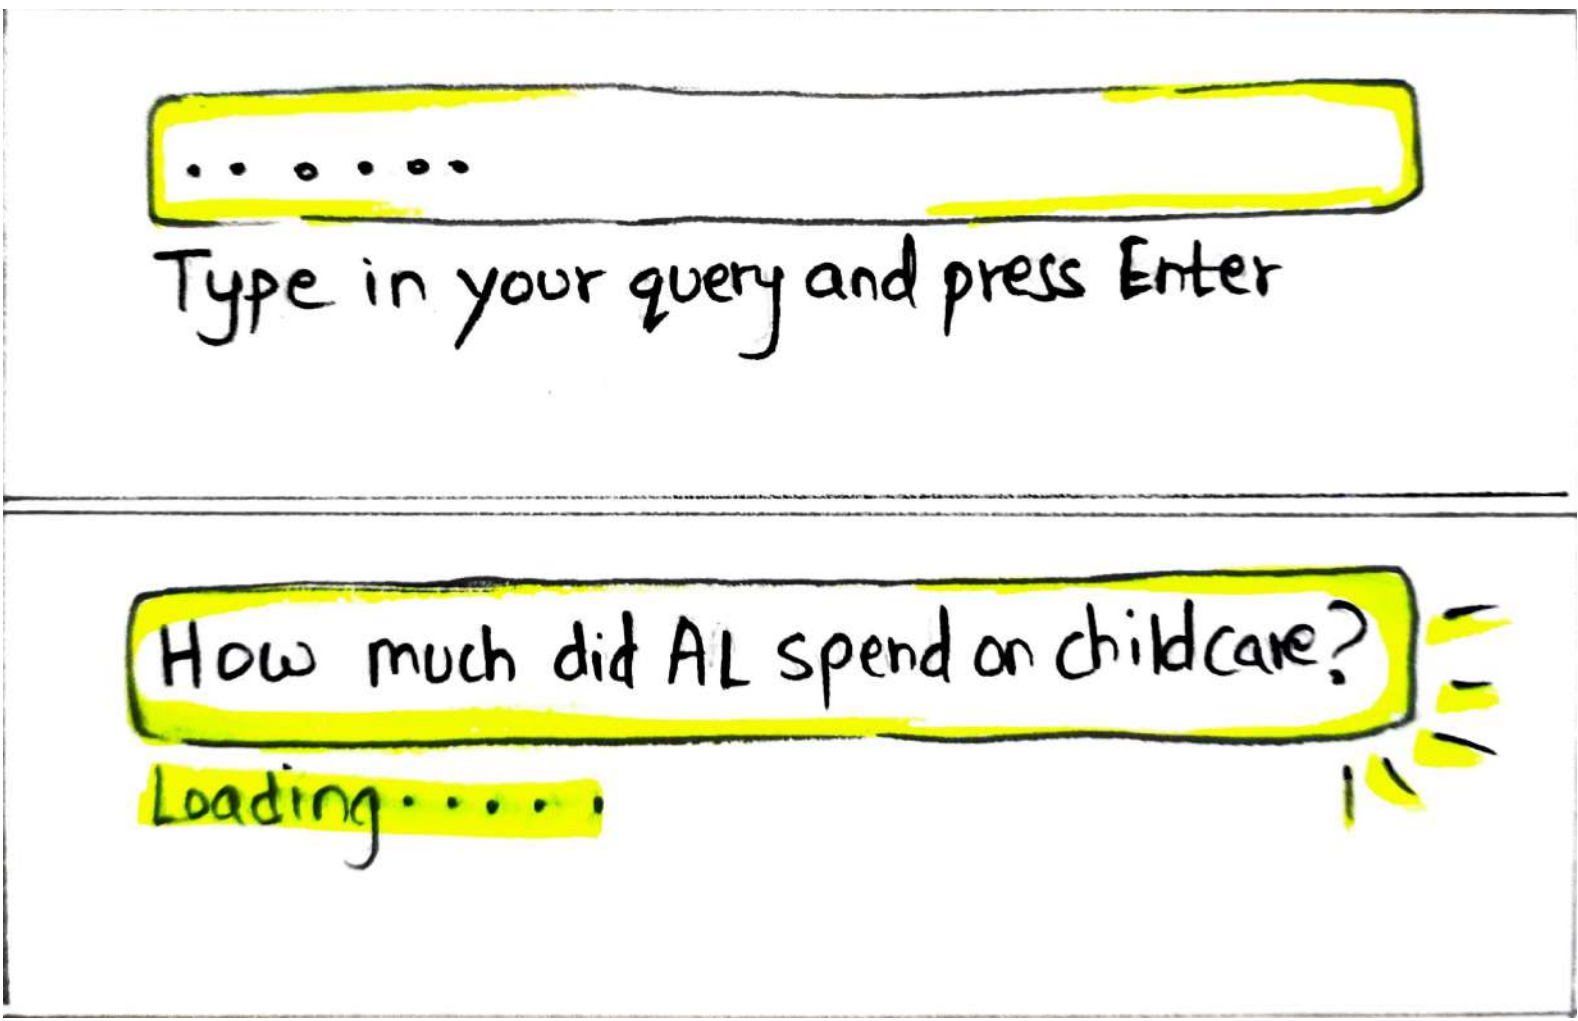 ......
Type in your query and press Enter
How much did AL spend on childcare?
Loading.....